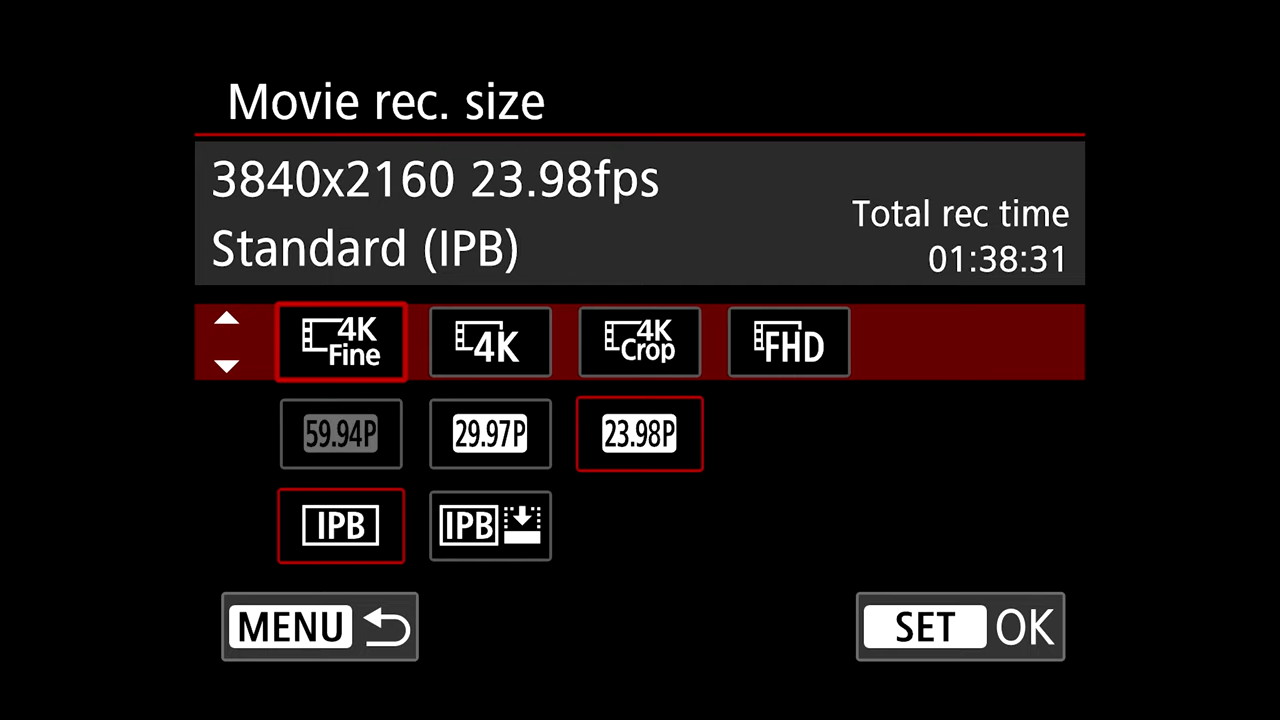 Movie rec. size
3840x2160 23.98fps
Standard (IPB)
Total rec time
01:38:31
4K Fine 4K 4K Crop FHD
59.94P 29.97P 23.98P
IPB IPB
MENU SET OK